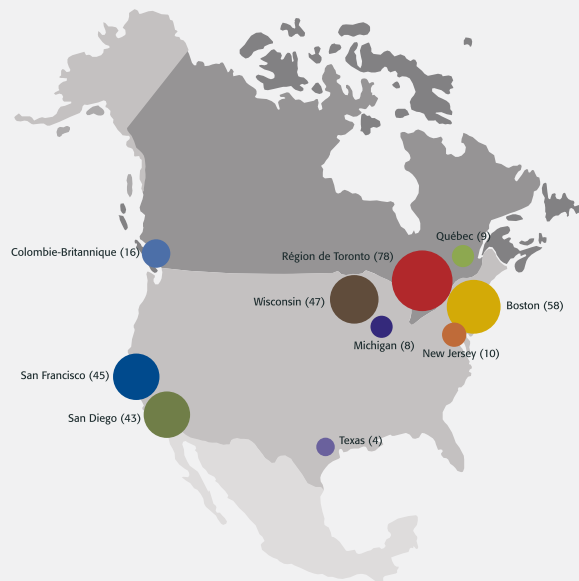 Québec (9)
Colombie-Britannique (16)
Région de Toronto (78)
Wisconsin (47)
Boston (58)
Michigan (8)
New Jersey (10)
San Francisco (45)
San Diego (43)
Texas (4)